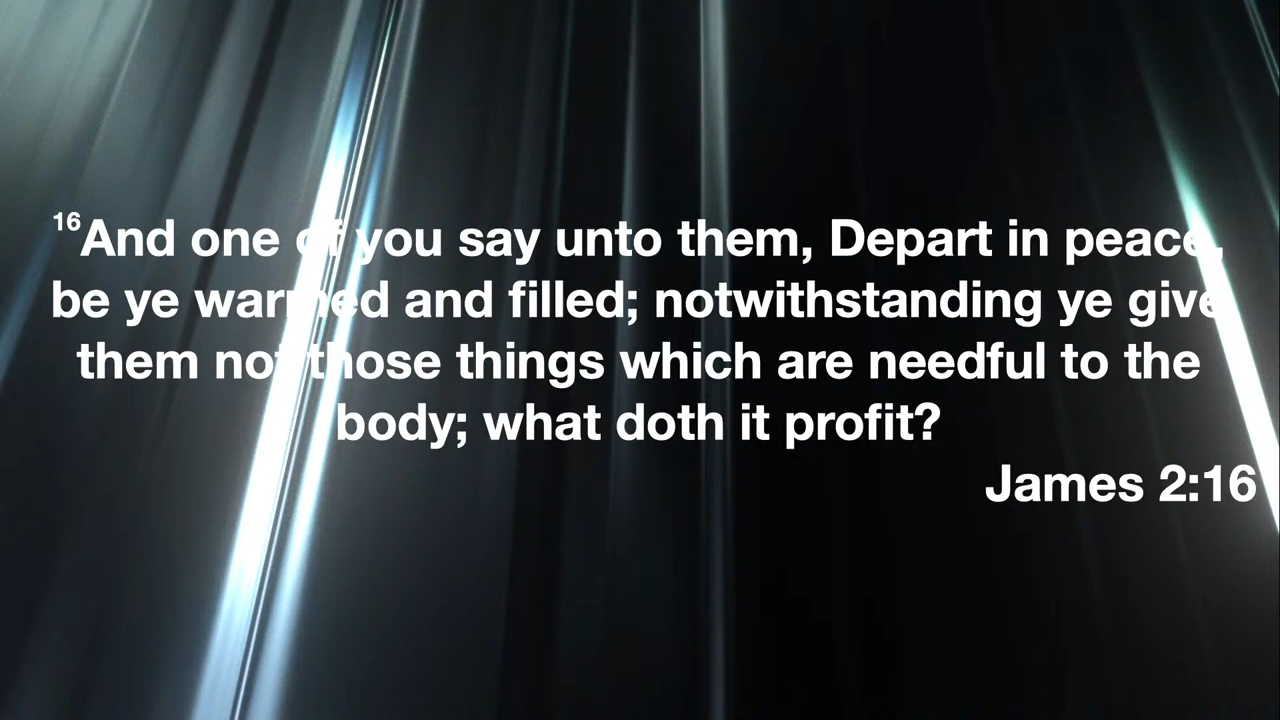 16And one of you say unto them, Depart in peace,
be ye warmed and filled; notwithstanding ye give
them not those things which are needful to the
body; what doth it profit?
James 2:16